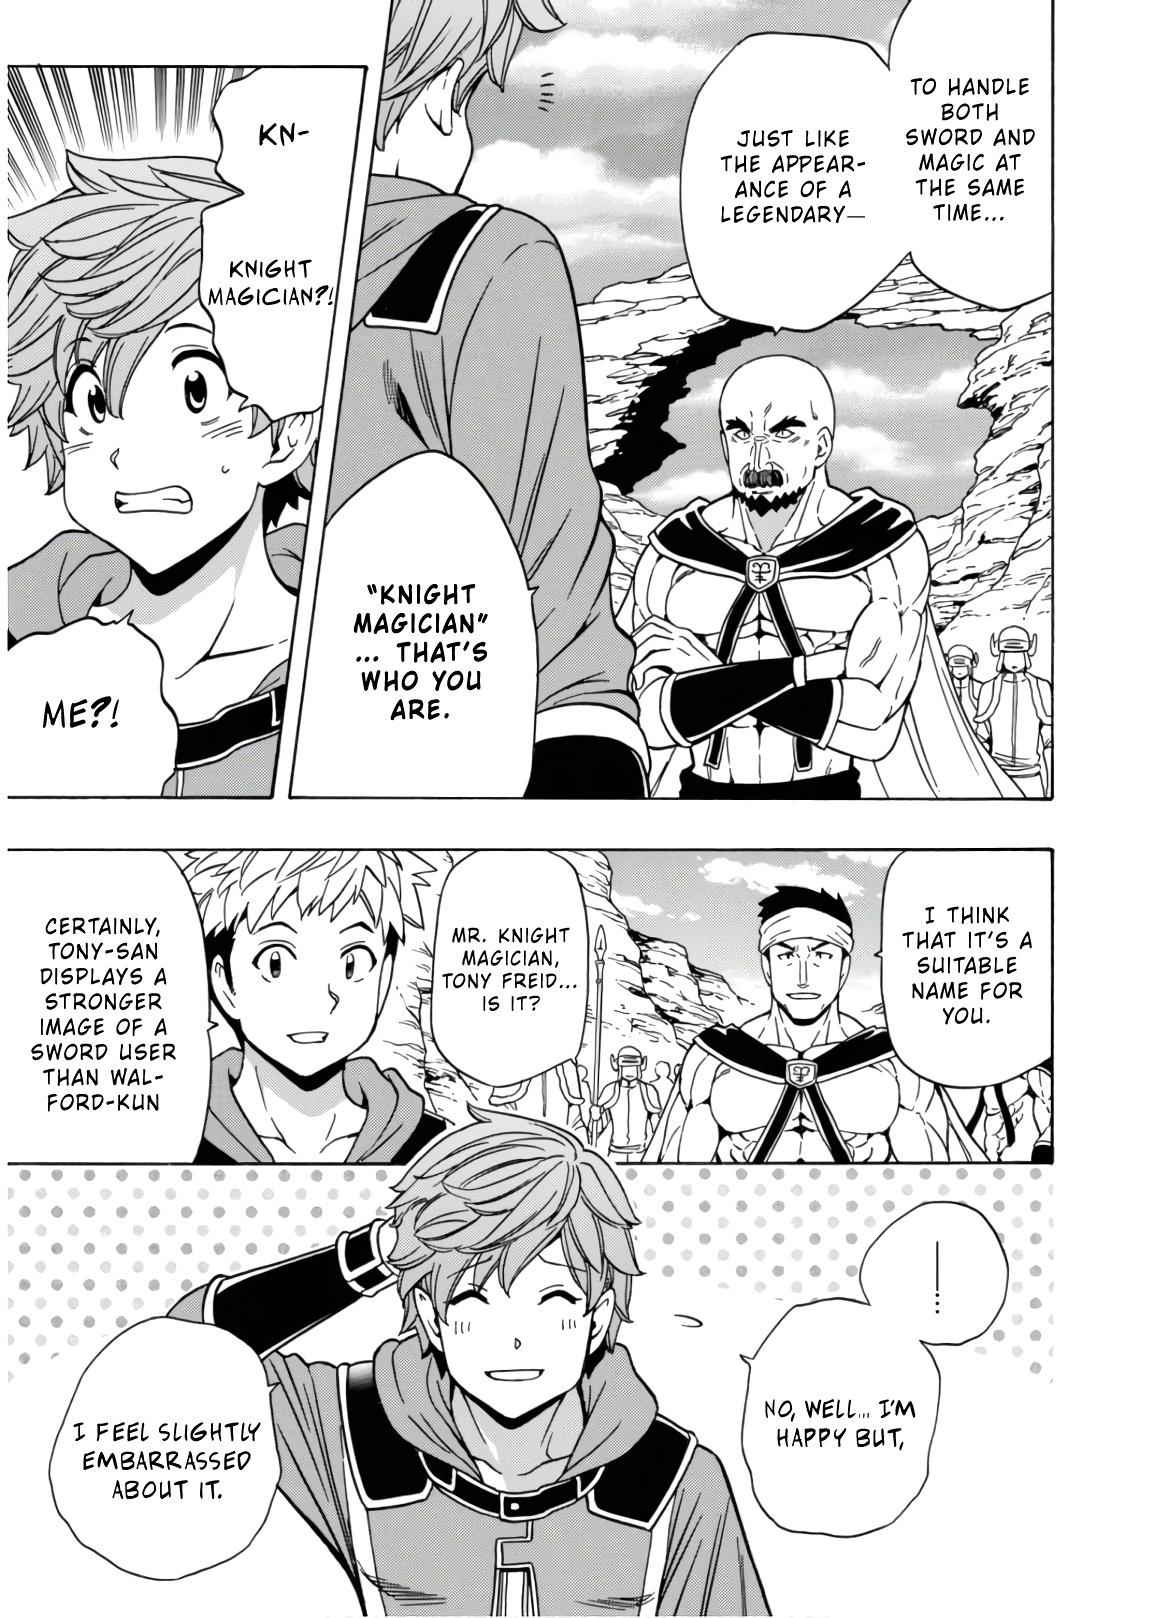 TO HANDLE
BOTH
SWORD AND
MAGIC AT
THE SAME
TIME...
JUST LIKE
THE APPEAR-
ANCE OF A
LEGENDARY—
"KNIGHT
MAGICIAN"
... THAT'S
WHO YOU
ARE.
KN-
KNIGHT
MAGICIAN?!
ME?!
I THINK
THAT IT'S A
SUITABLE
NAME FOR
YOU.
MR. KNIGHT
MAGICIAN,
TONY FREID...
IS IT?
CERTAINLY,
TONY-SAN
DISPLAYS A
STRONGER
IMAGE OF A
SWORD USER
THAN WAL-
FORD-KUN
—...
NO, WELL... I'M
HAPPY BUT,
I FEEL SLIGHTLY
EMBARRASSED
ABOUT IT.